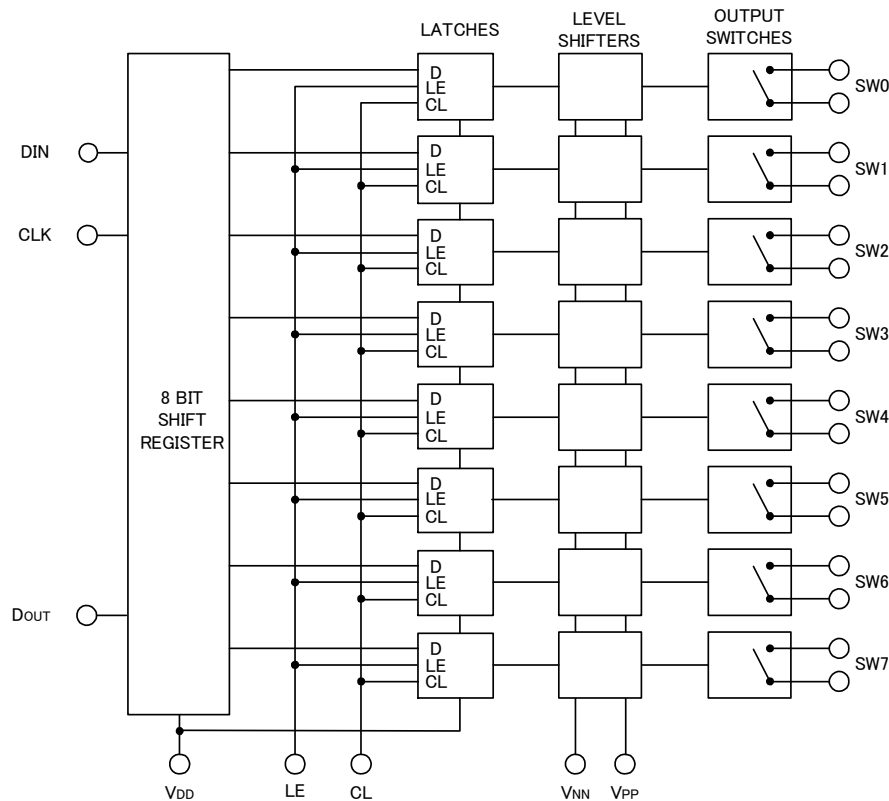 LATCHES
LEVEL
SHIFTERS
OUTPUT
SWITCHES
D
LE
CL
SW0
DIN
D
LE
CL
SW1
CLK
D
LE
CL
SW2
D
LE
CL
SW3
8 BIT
SHIFT
REGISTER
D
LE
CL
SW4
D
LE
CL
SW5
DOUT
D
LE
CL
SW6
D
LE
CL
SW7
VDD
LE
CL
VNN
VPP